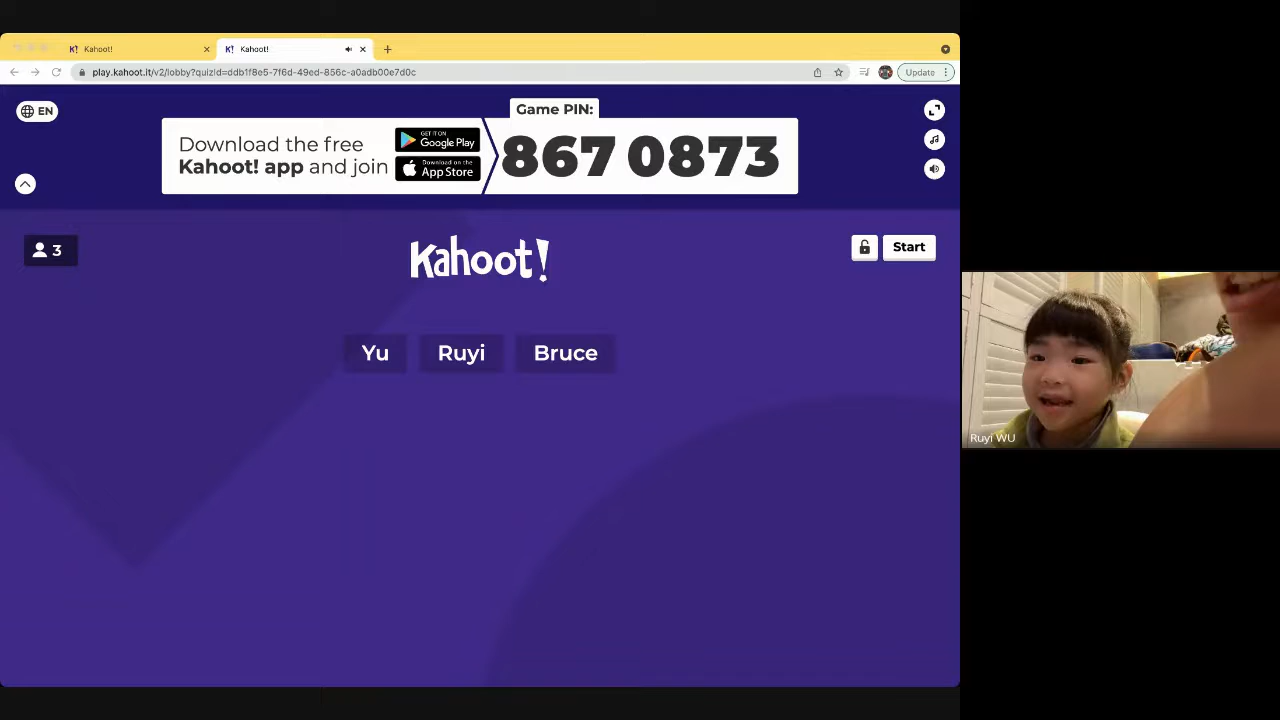 Kahoot!
Kahoot!
play.kahoot.it/v2/lobby?quizId=ddb1f8e5-7f6d-49ed-856c-a0adb00e7d0c
Update
EN
Game PIN:
Download the free
Kahoot! app and join
GET IT ON
Google Play
Download on the
App Store
867 0873
3
Kahoot!
Start
Yu
Ruyi
Bruce
Ruyi WU